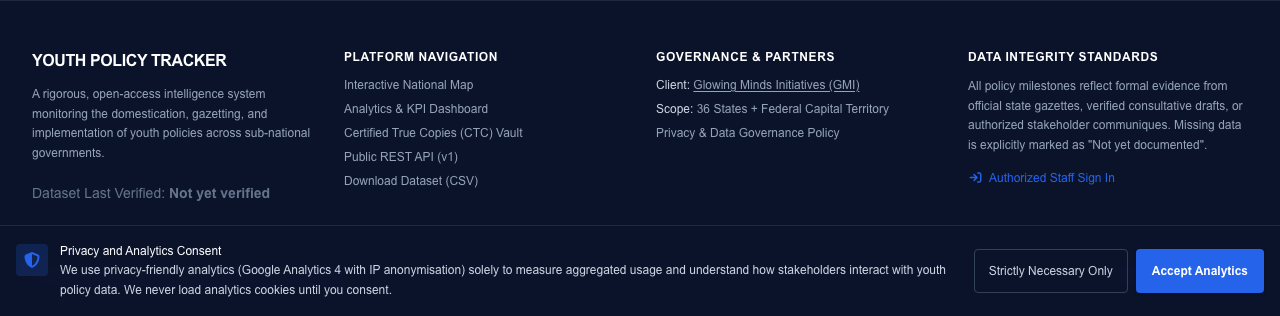 YOUTH POLICY TRACKER
A rigorous, open-access intelligence system
monitoring the domestication, gazetting, and
implementation of youth policies across sub-national
governments.
Dataset Last Verified: Not yet verified
PLATFORM NAVIGATION
Interactive National Map
Analytics & KPI Dashboard
Certified True Copies (CTC) Vault
Public REST API (v1)
Download Dataset (CSV)
GOVERNANCE & PARTNERS
Client: Glowing Minds Initiatives (GMI)
Scope: 36 States + Federal Capital Territory
Privacy & Data Governance Policy
DATA INTEGRITY STANDARDS
All policy milestones reflect formal evidence from
official state gazettes, verified consultative drafts, or
authorized stakeholder communiques. Missing data
is explicitly marked as "Not yet documented".
Authorized Staff Sign In
Privacy and Analytics Consent
We use privacy-friendly analytics (Google Analytics 4 with IP anonymisation) solely to measure aggregated usage and understand how stakeholders interact with youth
policy data. We never load analytics cookies until you consent.
Strictly Necessary Only
Accept Analytics